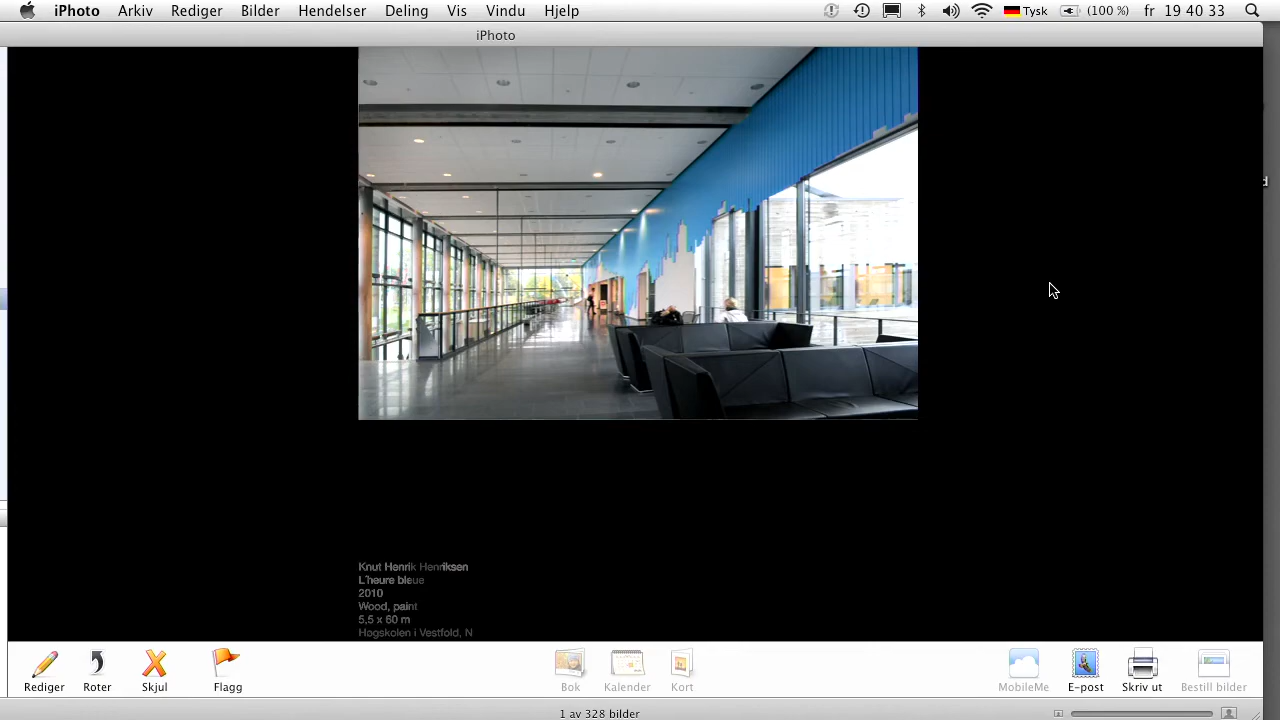 iPhoto Arkiv Rediger Bilder Hendelser Deling Vis Vindu Hjelp Tysk (100 %) fr 19 40 33
iPhoto
d
Knut Henrik Henriksen
L'heure bleue
2010
Wood, paint
5,5 x 60 m
Høgskolen i Vestfold, N
Rediger Roter Skjul Flagg Bok Kalender Kort MobileMe E-post Skriv ut Bestill bilder
1 av 328 bilder